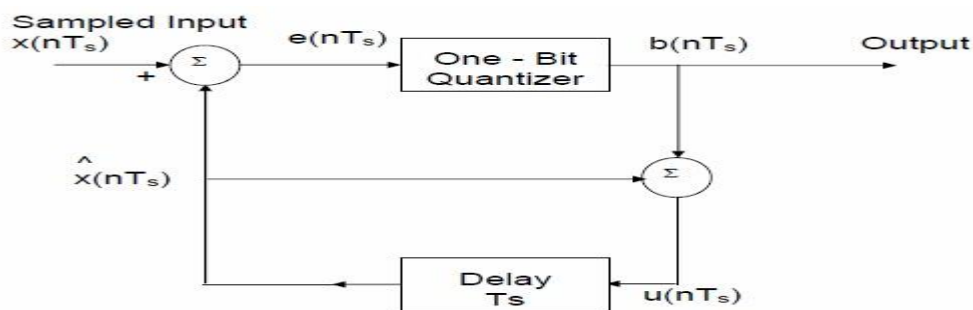 Sampled Input
x(nTs)
+
Σ
e(nTs)
One - Bit
Quantizer
b(nTs)
Output
^
x(nTs)
Σ
Delay
Ts
u(nTs)